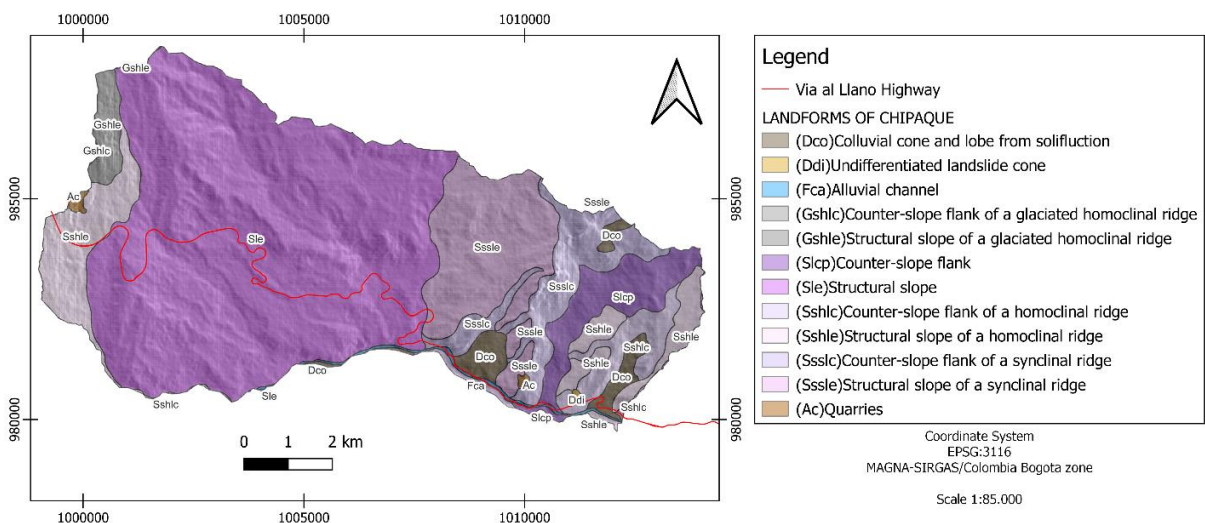 1000000 1005000 1010000
Legend
Via al Llano Highway
LANDFORMS OF CHIPAQUE
(Dco)Colluvial cone and lobe from solifluction
(Ddi)Undifferentiated landslide cone
(Fca)Alluvial channel
(Gshlc)Counter-slope flank of a glaciated homoclinal ridge
(Gshle)Structural slope of a glaciated homoclinal ridge
(Slcp)Counter-slope flank
(Sle)Structural slope
(Sshlc)Counter-slope flank of a homoclinal ridge
(Sshle)Structural slope of a homoclinal ridge
(Ssslc)Counter-slope flank of a synclinal ridge
(Sssle)Structural slope of a synclinal ridge
(Ac)Quarries
Coordinate System
EPSG:3116
MAGNA-SIRGAS/Colombia Bogota zone
Scale 1:85.000
Gshle
Gshle
Gshlc
985000
985000
Ac
Sssle
Sshle
Sle
Dco
Sssle
Ssslc
Slcp
Ssslc
Sshle
Sssle
Sshlc
Sshle
Dco
Sshle
Dco
Sssle
Dco
Fca
Ac
Ddi
Sshlc
Sle
Sshlc
Slcp
Sshle
980000
980000
0 1 2 km
1000000 1005000 1010000